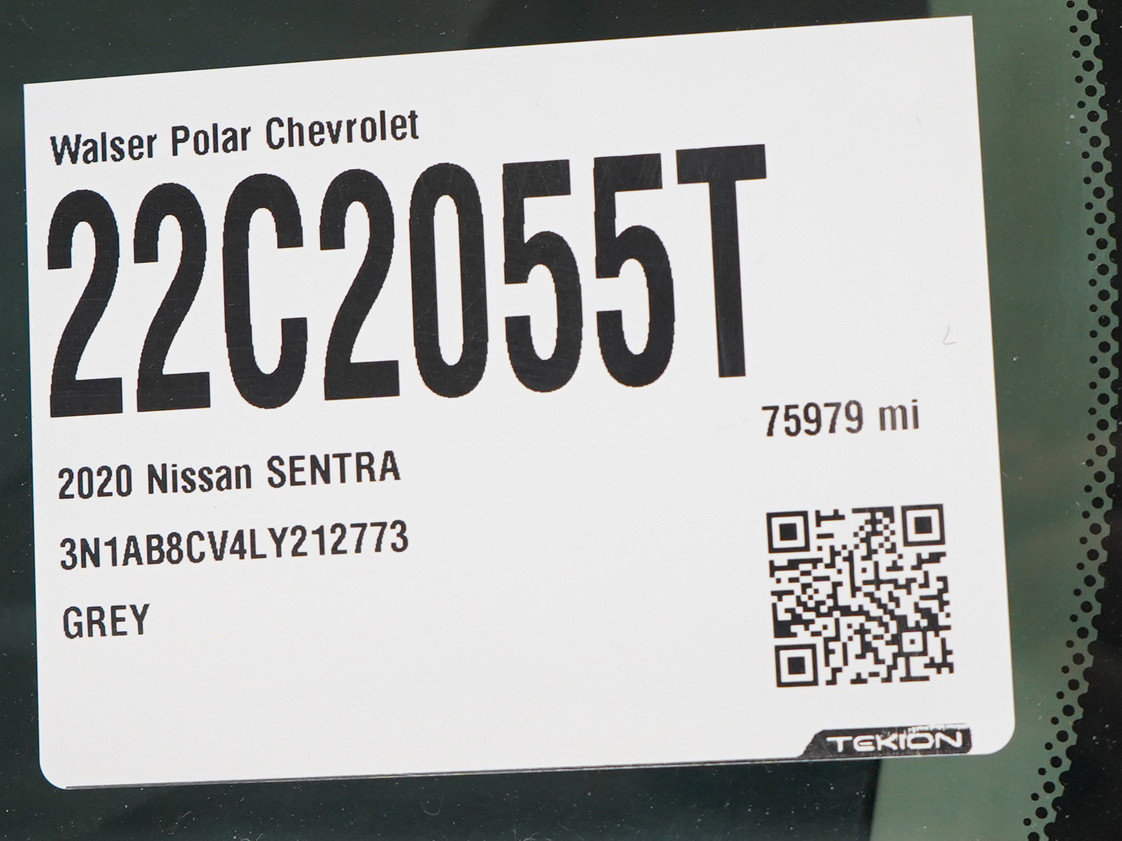 Walser Polar Chevrolet
22C2055T
75979 mi
2020 Nissan SENTRA
3N1AB8CV4LY212773
GREY
TEKION